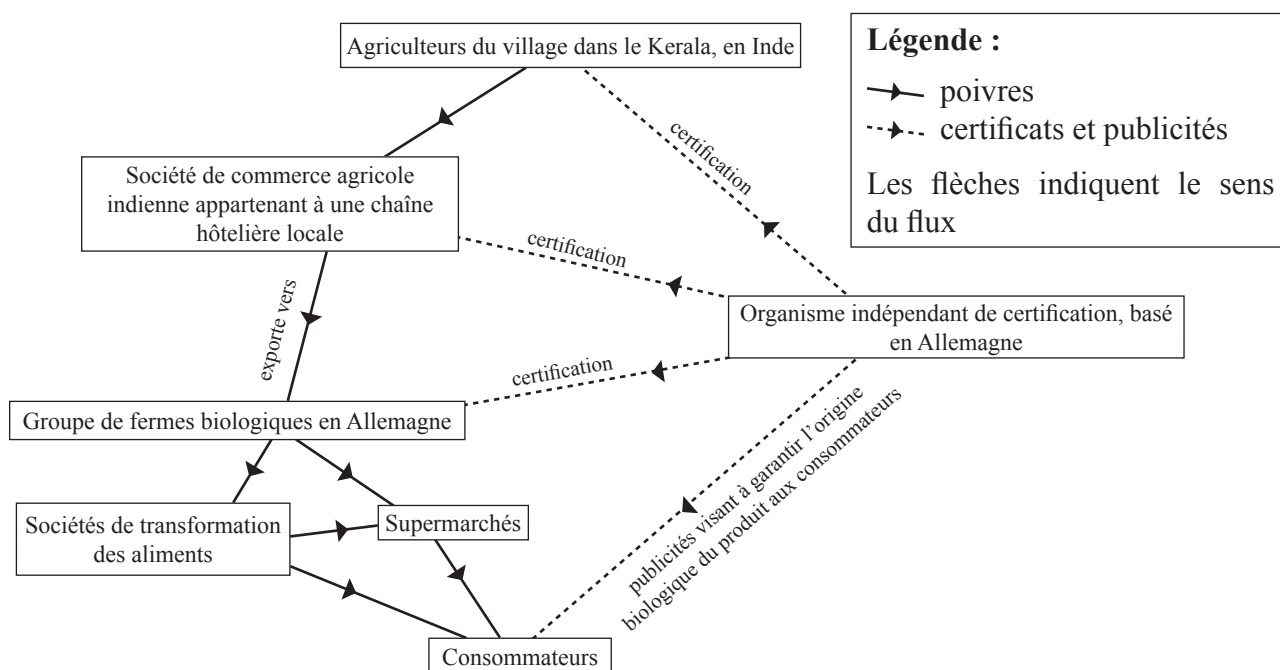 Agriculteurs du village dans le Kerala, en Inde
Légende :
poivres
certificats et publicités
Les flèches indiquent le sens
du flux
certification
Société de commerce agricole
indienne appartenant à une chaîne
hôtelière locale
certification
exporte vers
Organisme indépendant de certification, basé
en Allemagne
certification
Groupe de fermes biologiques en Allemagne
publicités visant à garantir l’origine
biologique du produit aux consommateurs
Sociétés de transformation
des aliments
Supermarchés
Consommateurs